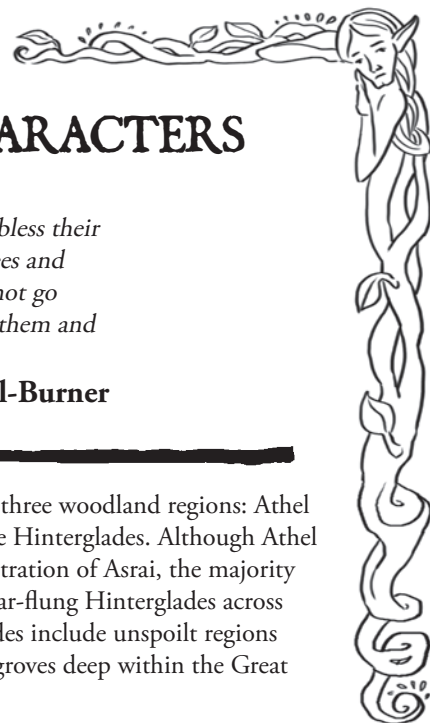 ARACTERS
bless their
es and
not go
them and
l-Burner
three woodland regions: Athel
e Hinterglades. Although Athel
tration of Asrai, the majority
ar-flung Hinterglades across
des include unspoilt regions
groves deep within the Great